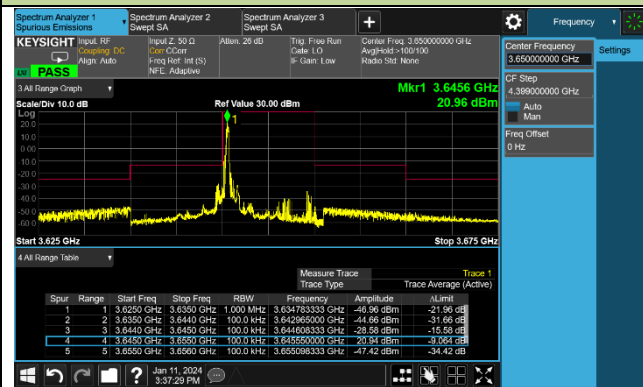 Spectrum Analyzer 1
Spurious Emissions
Spectrum Analyzer 2
Swept SA
Spectrum Analyzer 3
Swept SA
+
Frequency
KEYSIGHT
Input: RF
Coupling: DC
Align: Auto
Input Z: 50 Ω
Corr CCorr
Freq Ref: Int (S)
NFE: Adaptive
Atten: 26 dB
Trig: Free Run
Gate: LO
IF Gain: Low
Center Freq: 3.650000000 GHz
Avg|Hold:>100/100
Radio Std: None
LXI
PASS
Center Frequency
3.650000000 GHz
Settings
CF Step
4.399000000 GHz
Auto
Man
Freq Offset
0 Hz
3 All Range Graph
Mkr1 3.6456 GHz
20.96 dBm
Scale/Div 10.0 dB
Ref Value 30.00 dBm
Log
1
20.0
10.0
0.00
-10.0
-20.0
-30.0
-40.0
-50.0
-60.0
Start 3.625 GHz
Stop 3.675 GHz
4 All Range Table
Measure Trace Trace 1
Trace Type Trace Average (Active)
Spur Range Start Freq Stop Freq RBW Frequency Amplitude ΔLimit
1 1 3.6250 GHz 3.6350 GHz 1.000 MHz 3.634783333 GHz -46.96 dBm -21.96 dB
2 2 3.6350 GHz 3.6440 GHz 100.0 kHz 3.642965000 GHz -44.66 dBm -31.66 dB
3 3 3.6440 GHz 3.6450 GHz 100.0 kHz 3.644608333 GHz -28.58 dBm -15.58 dB
4 4 3.6450 GHz 3.6550 GHz 100.0 kHz 3.645550000 GHz 20.94 dBm -9.064 dB
5 5 3.6550 GHz 3.6560 GHz 100.0 kHz 3.655098333 GHz -47.42 dBm -34.42 dB
?
Jan 11, 2024
3:37:29 PM